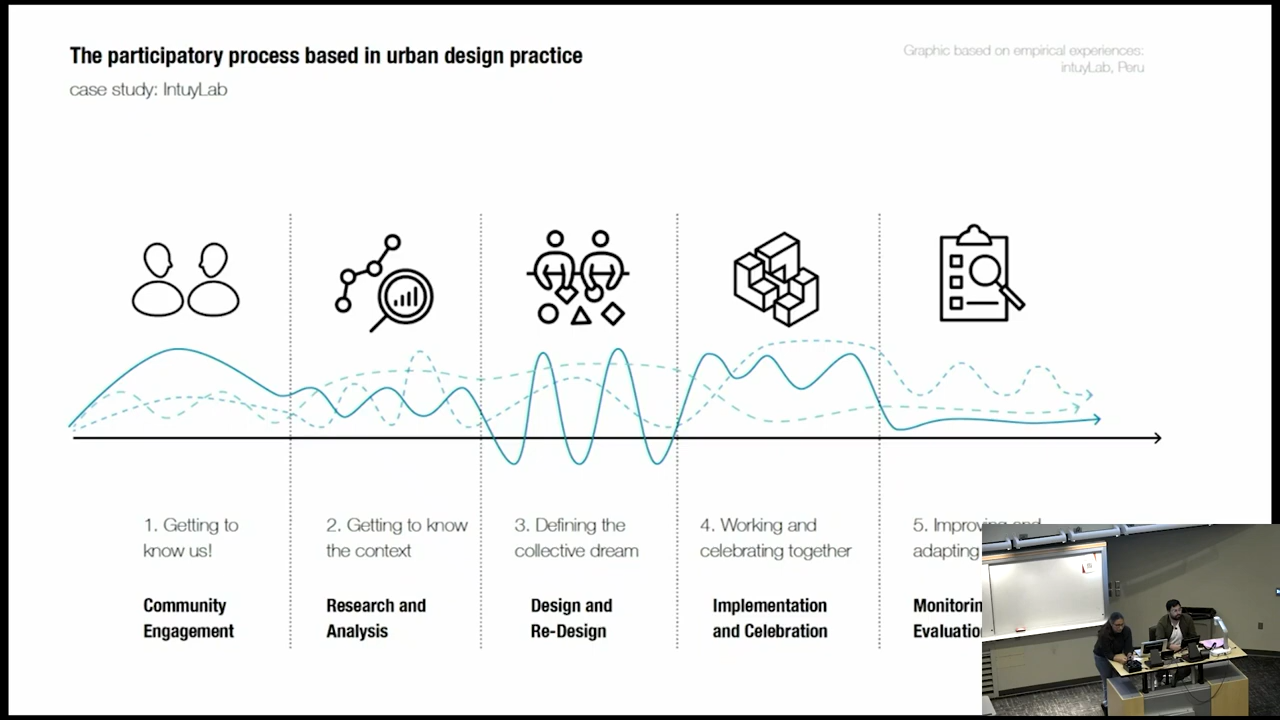 The participatory process based in urban design practice
case study: IntuyLab
Graphic based on empirical experiences:
intuyLab, Peru
1. Getting to
know us!
2. Getting to know
the context
3. Defining the
collective dream
4. Working and
celebrating together
5. Improving and
adapting
Community
Engagement
Research and
Analysis
Design and
Re-Design
Implementation
and Celebration
Monitorin
Evaluatio